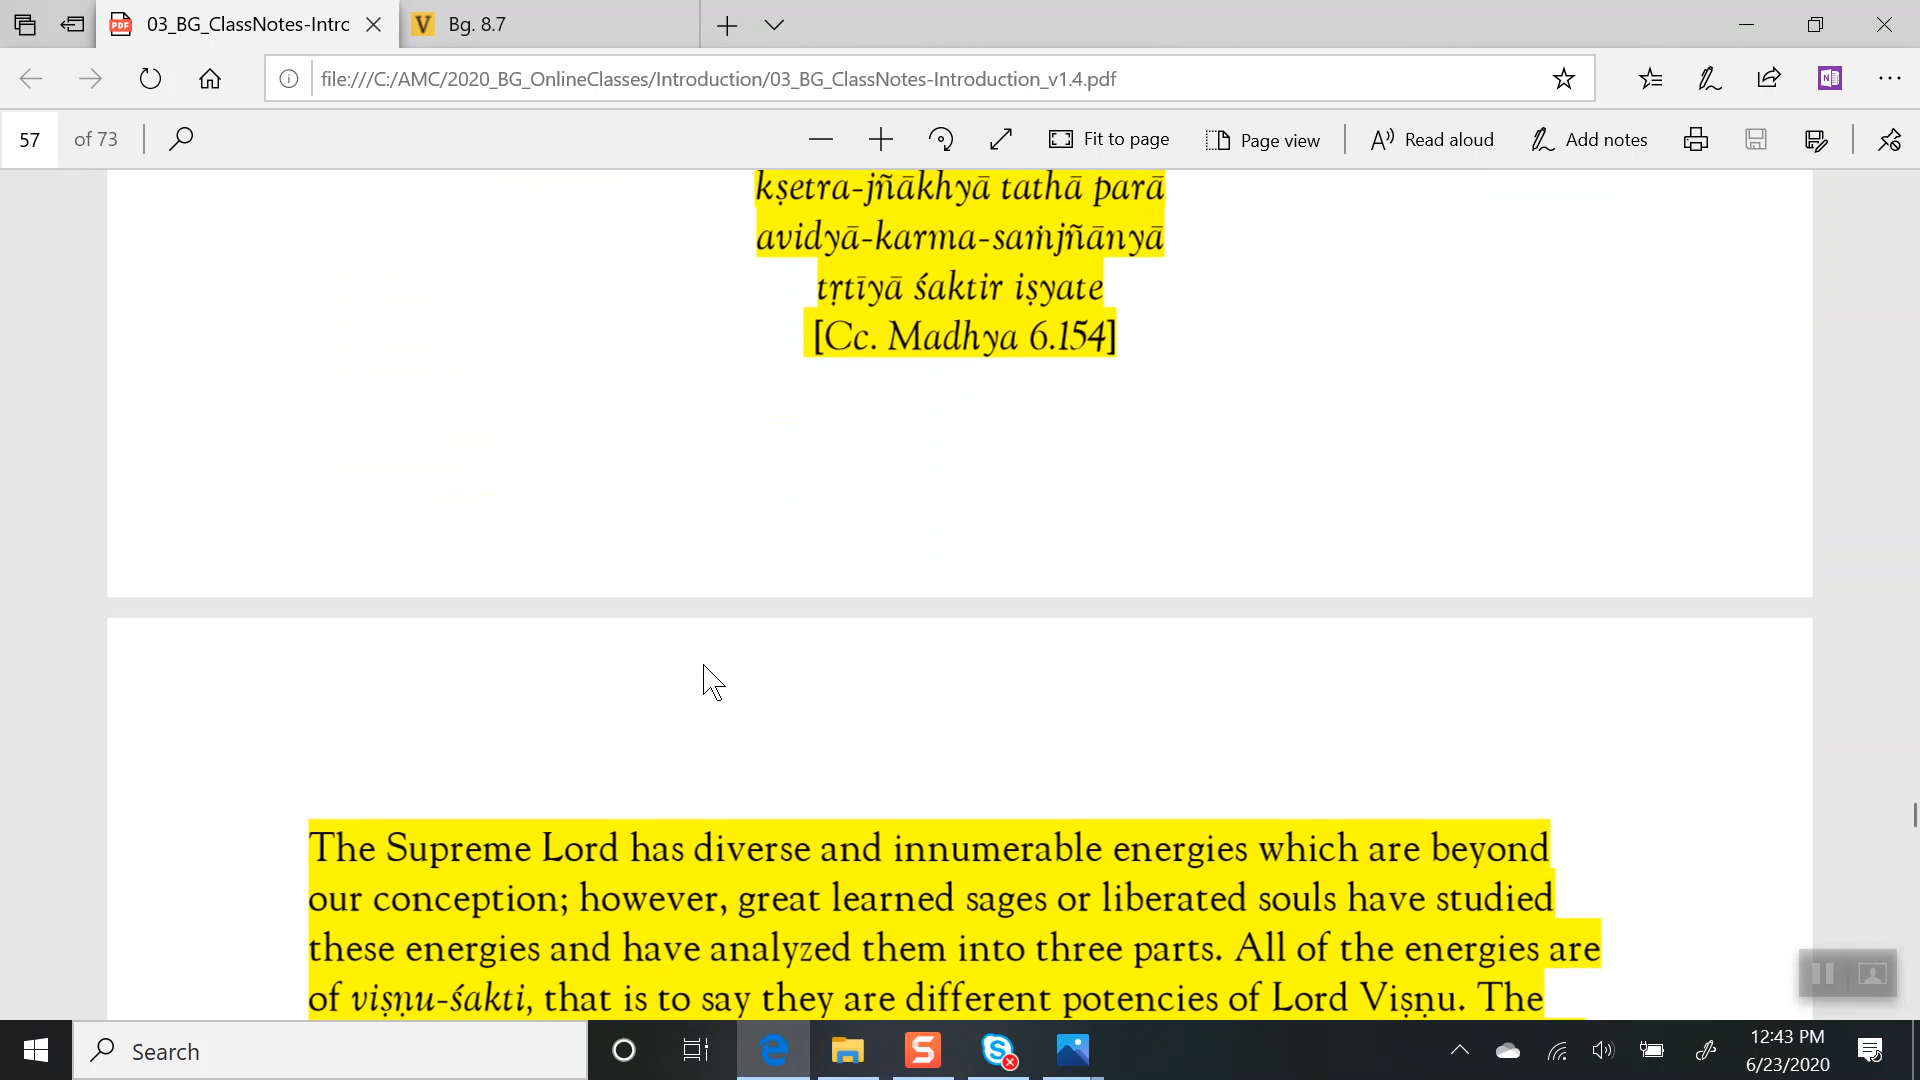 03_BG_ClassNotes-Intrc
Bg. 8.7
file:///C:/AMC/2020_BG_OnlineClasses/Introduction/03_BG_ClassNotes-Introduction_v1.4.pdf
57 of 73
Fit to page
Page view
Read aloud
Add notes
kṣetra-jñākhyā tathā parā
avidyā-karma-saṁjñānyā
tṛtīyā śaktir iṣyate
[Cc. Madhya 6.154]
The Supreme Lord has diverse and innumerable energies which are beyond
our conception; however, great learned sages or liberated souls have studied
these energies and have analyzed them into three parts. All of the energies are
of viṣṇu-śakti, that is to say they are different potencies of Lord Viṣṇu. The
Search
12:43 PM
6/23/2020